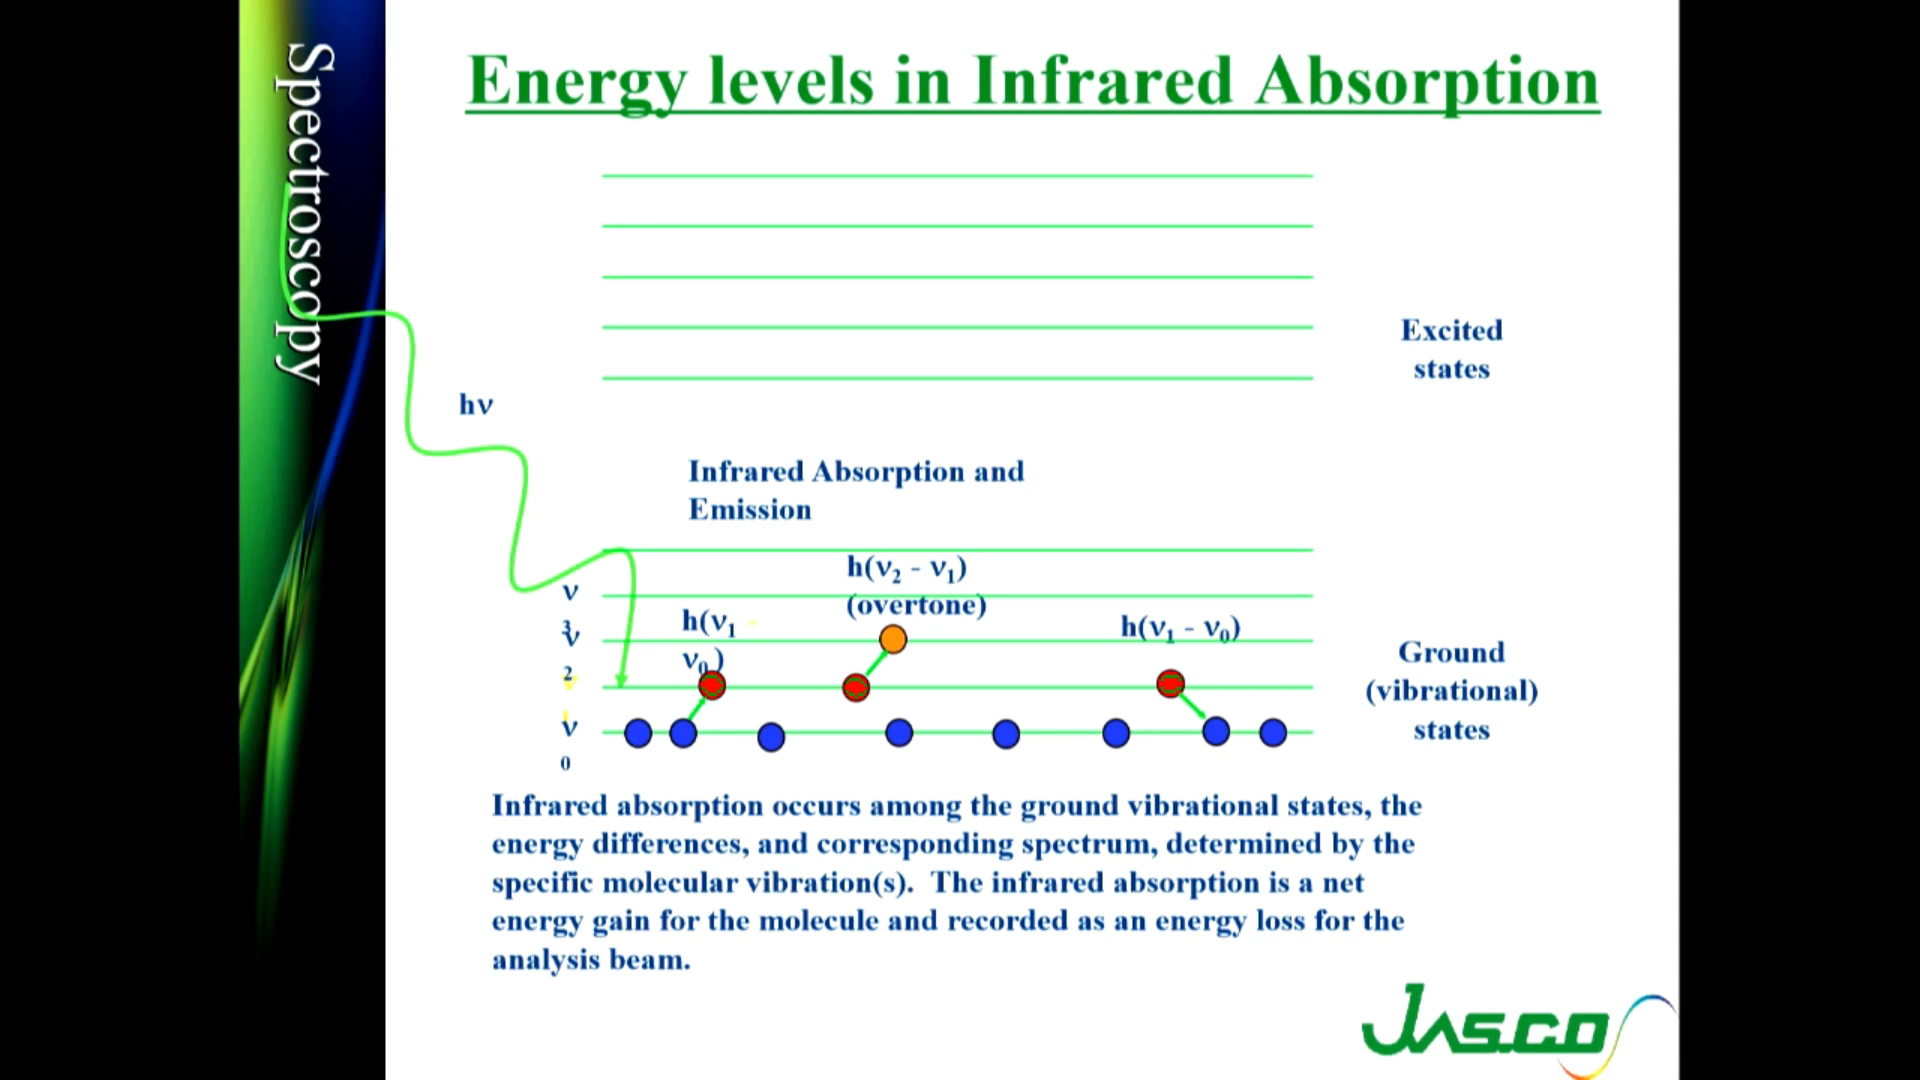 Spectroscopy
Energy levels in Infrared Absorption
Excited
states
hν
Infrared Absorption and
Emission
h(ν₂ - ν₁)
(overtone)
h(ν₁ -
ν₀)
h(ν₁ - ν₀)
ν
3
ν
2
ν
0
Ground
(vibrational)
states
Infrared absorption occurs among the ground vibrational states, the
energy differences, and corresponding spectrum, determined by the
specific molecular vibration(s). The infrared absorption is a net
energy gain for the molecule and recorded as an energy loss for the
analysis beam.
JASCO